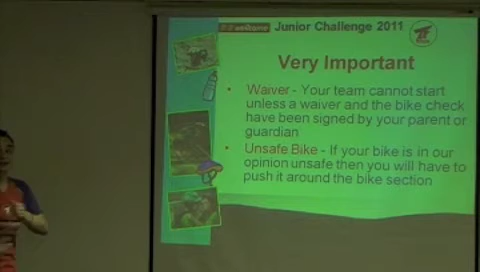 Junior Challenge 2011
Very Important
• Waiver - Your team cannot start
unless a waiver and the bike check
have been signed by your parent or
guardian
• Unsafe Bike - If your bike is in our
opinion unsafe then you will have to
push it around the bike section